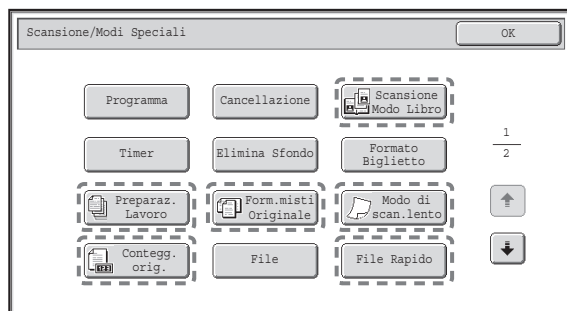 Scansione/Modi Speciali
OK
Programma
Cancellazione
Scansione
Modo Libro
Timer
Elimina Sfondo
Formato
Biglietto
1
2
Preparaz.
Lavoro
Form.misti
Originale
Modo di
scan.lento
Contegg.
orig.
File
File Rapido